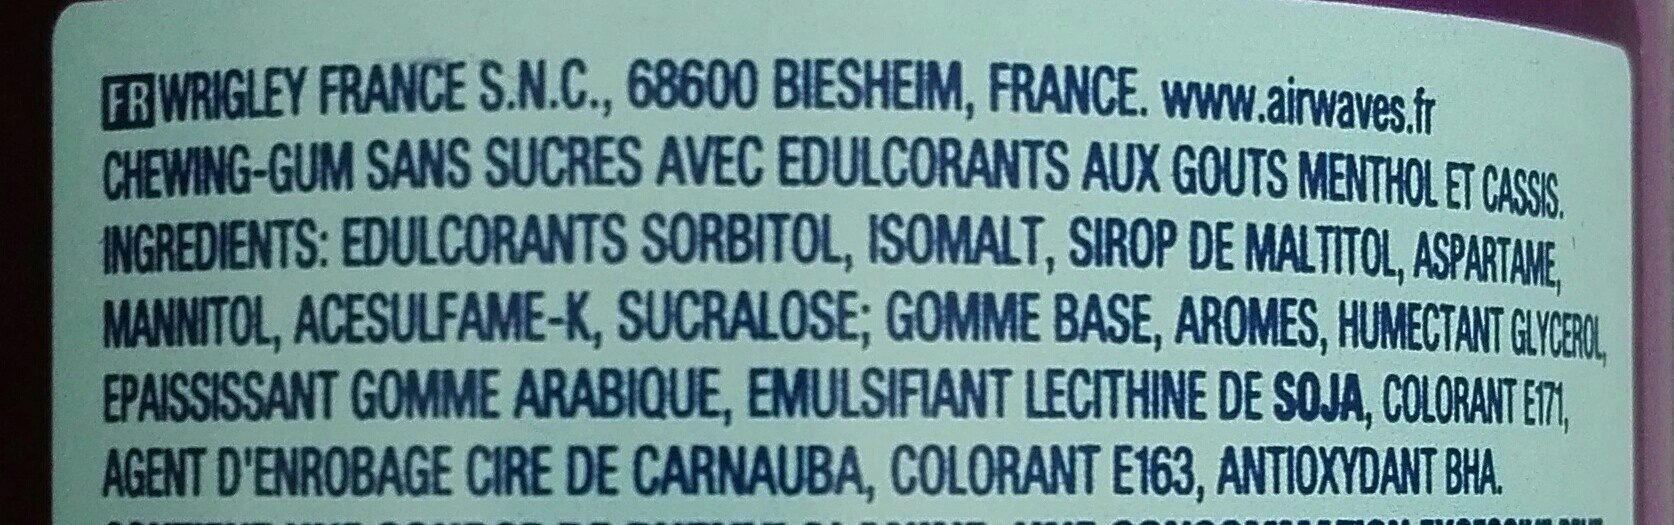 FR WRIGLEY FRANCE S.N.C., 68600 BIESHEIM, FRANCE. www.airwaves.fr
CHEWING-GUM SANS SUCRES AVEC EDULCORANTS AUX GOUTS MENTHOL ET CASSIS.
INGREDIENTS: EDULCORANTS SORBITOL, ISOMALT, SIROP DE MALTITOL, ASPARTAME,
MANNITOL, ACESULFAME-K, SUCRALOSE; GOMME BASE, AROMES, HUMECTANT GLYCEROL,
EPAISSISSANT GOMME ARABIQUE, EMULSIFIANT LECITHINE DE SOJA, COLORANT E171,
AGENT D'ENROBAGE CIRE DE CARNAUBA, COLORANT E163, ANTIOXYDANT BHA.